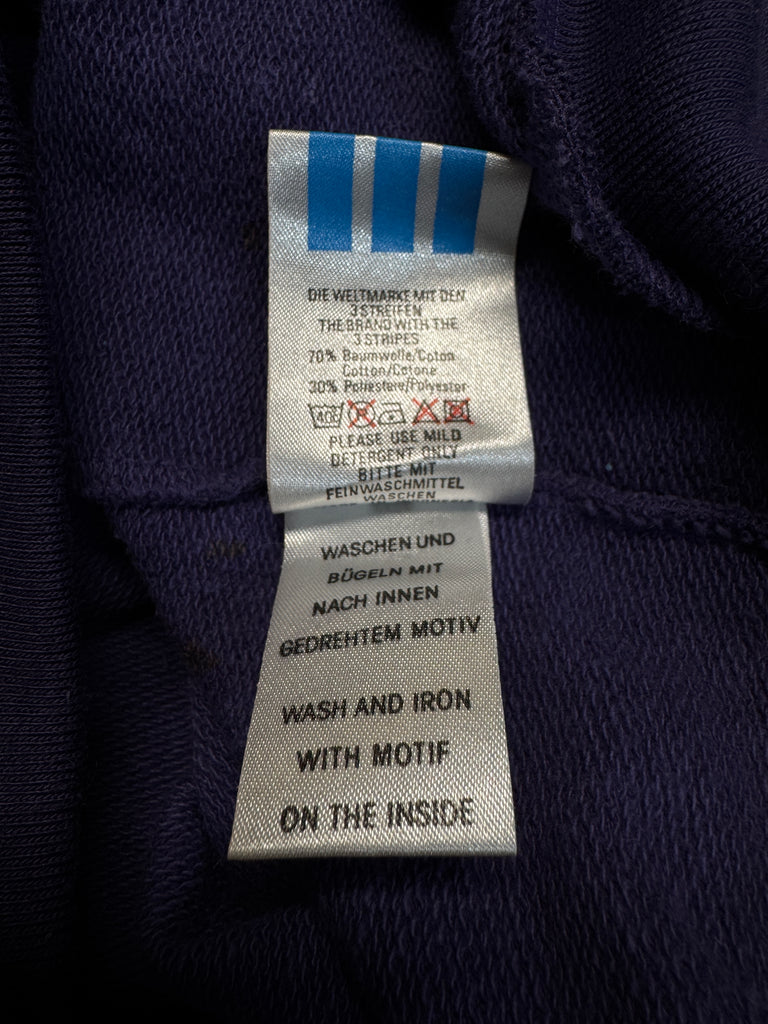 DIE WELTMARKE MIT DEN
3 STREIFEN
THE BRAND WITH THE
3 STRIPES
70% Baumwolle/Coton
Cotton/Cotone
30% Poliestere/Polyester
40°
PLEASE USE MILD
DETERGENT ONLY
BITTE MIT
FEINWASCHMITTEL
WASCHEN
WASCHEN UND
BÜGELN MIT
NACH INNEN
GEDREHTEM MOTIV
WASH AND IRON
WITH MOTIF
ON THE INSIDE